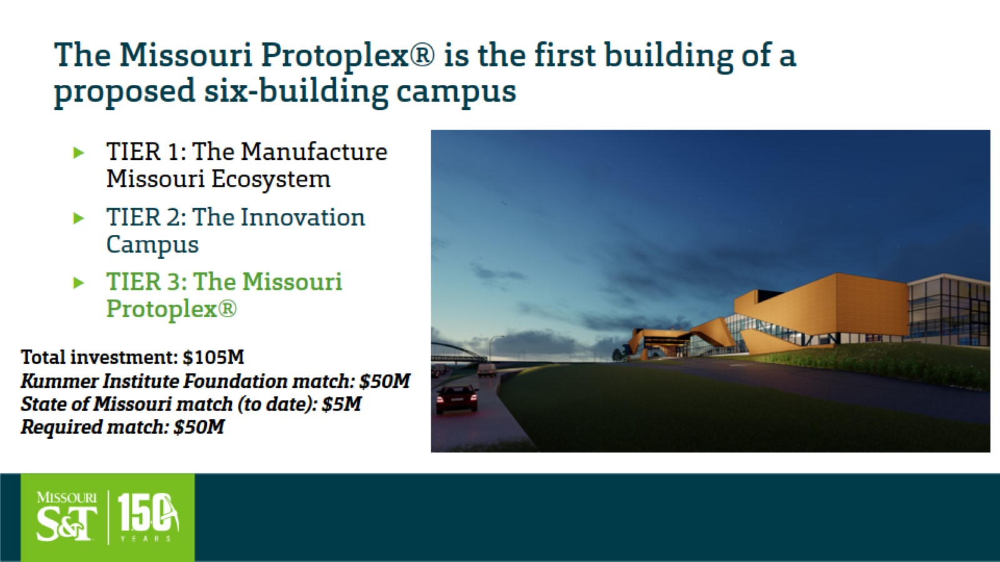 The Missouri Protoplex® is the first building of a
proposed six-building campus
TIER 1: The Manufacture
Missouri Ecosystem
TIER 2: The Innovation
Campus
TIER 3: The Missouri
Protoplex®
Total investment: $105M
Kummer Institute Foundation match: $50M
State of Missouri match (to date): $5M
Required match: $50M
MISSOURI
S&T
150
YEARS